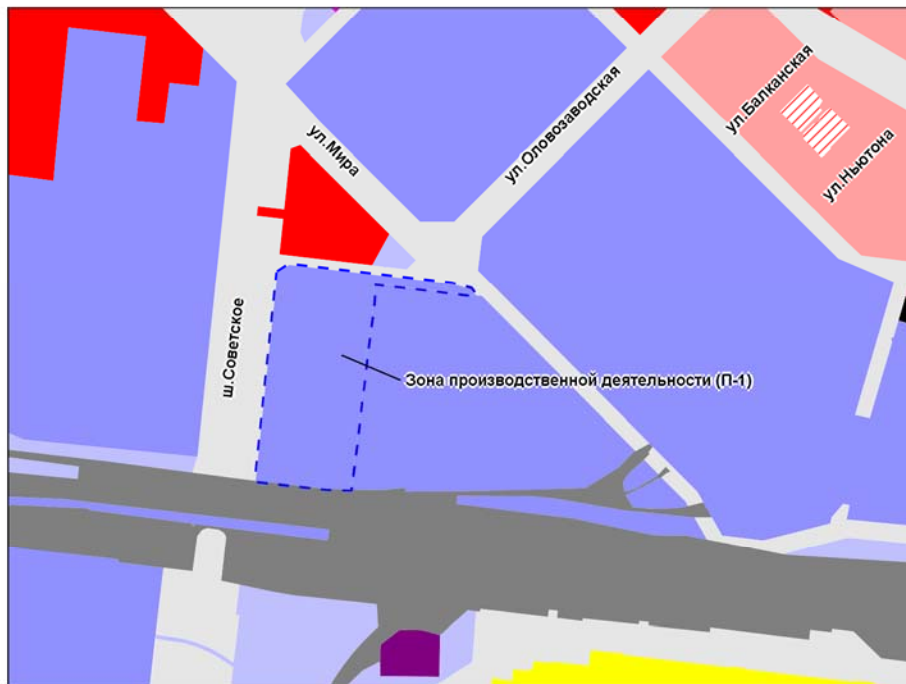 ул.Балканская
ул.Оловозаводская
ул.Мира
ул.Ньютона
ш.Советское
Зона производственной деятельности (П-1)